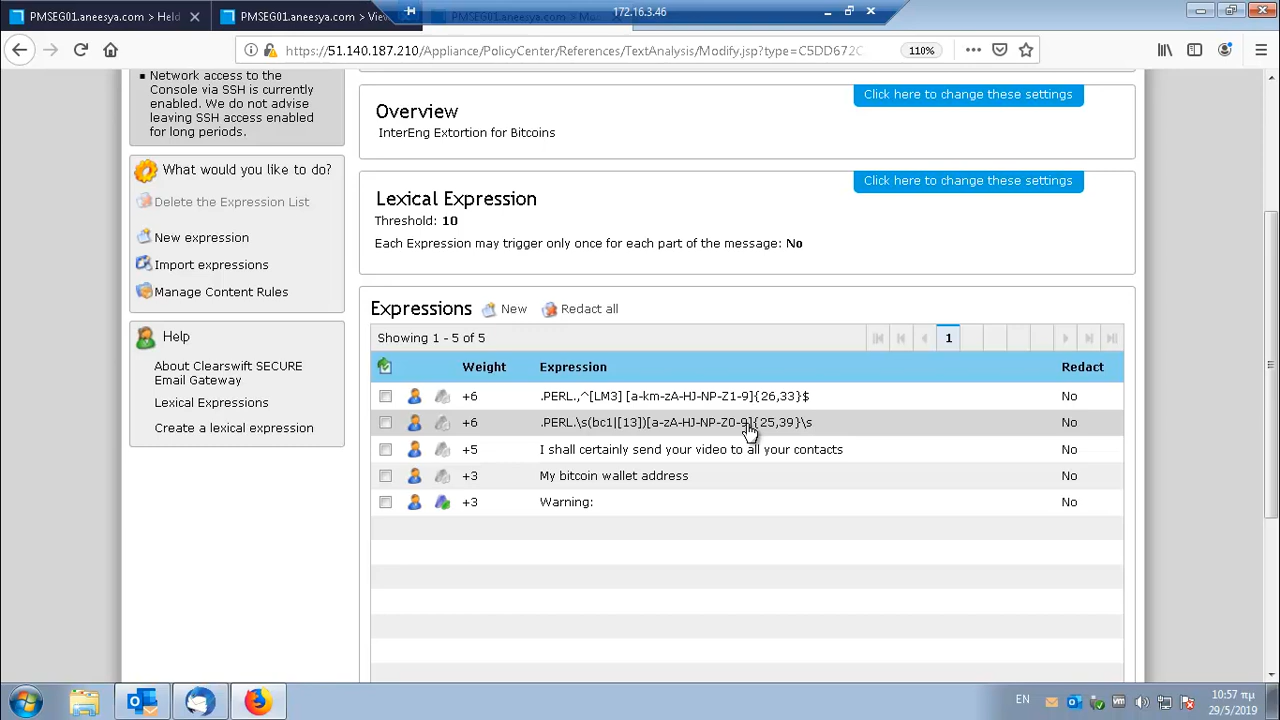 PMSEG01.aneesya.com > Held
PMSEG01.aneesya.com > View
PMSEG01.aneesya.com > M
172.16.3.46
https://51.140.187.210/Appliance/PolicyCenter/References/TextAnalysis/Modify.jsp?type=C5DD672C
110%
Network access to the
Console via SSH is currently
enabled. We do not advise
leaving SSH access enabled
for long periods.
What would you like to do?
Delete the Expression List
New expression
Import expressions
Manage Content Rules
Help
About Clearswift SECURE
Email Gateway
Lexical Expressions
Create a lexical expression
Click here to change these settings
Overview
InterEng Extortion for Bitcoins
Click here to change these settings
Lexical Expression
Threshold: 10
Each Expression may trigger only once for each part of the message: No
Expressions New Redact all
Showing 1 - 5 of 5 1
Weight Expression Redact
+6 .PERL.,^[LM3] [a-km-zA-HJ-NP-Z1-9]{26,33}$ No
+6 .PERL.\s(bc1|[13])[a-zA-HJ-NP-Z0-9]{25,39}\s No
+5 I shall certainly send your video to all your contacts No
+3 My bitcoin wallet address No
+3 Warning: No
EN 10:57 πμ
29/5/2019